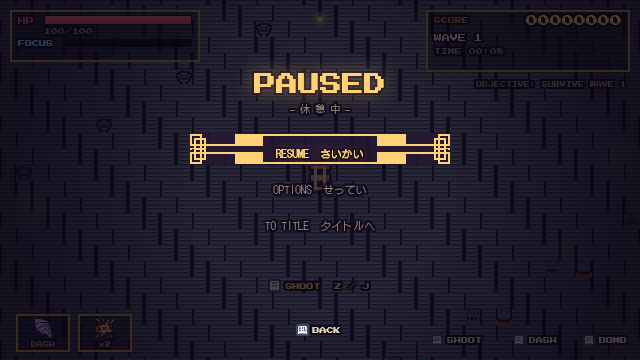 HP
100/100
FOCUS
SCORE 00000000
WAVE 1
TIME 00:08
OBJECTIVE: SURVIVE WAVE 1
PAUSED
-休憩中-
RESUME さいかい
OPTIONS せってい
TO TITLE タイトルへ
SHOOT Z / J
BACK
DASH
x2
SHOOT
DASH
BOMB